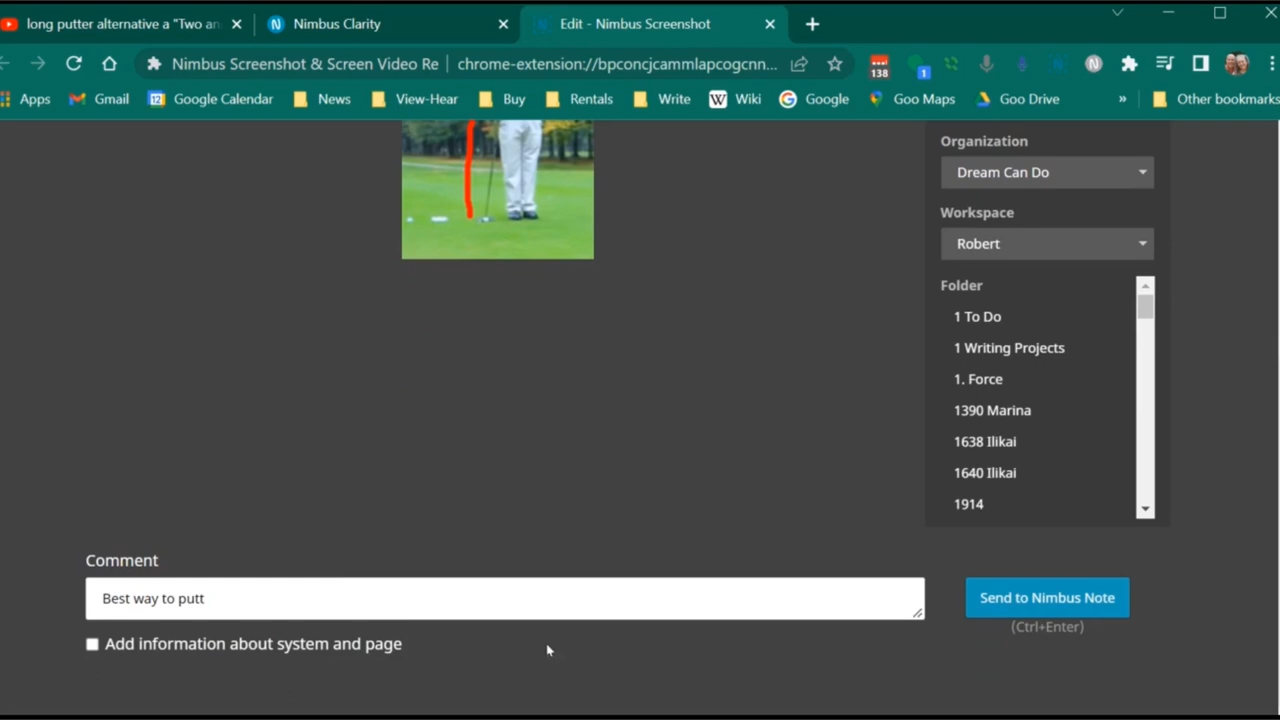 long putter alternative a "Two an
Nimbus Clarity
Edit - Nimbus Screenshot
Nimbus Screenshot & Screen Video Re
chrome-extension://bpconcjcammlapcogcnn...
138
1
Apps
Gmail
12
Google Calendar
News
View-Hear
Buy
Rentals
Write
W
Wiki
G
Google
Goo Maps
Goo Drive
»
Other bookmarks
Organization
Dream Can Do
Workspace
Robert
Folder
1 To Do
1 Writing Projects
1. Force
1390 Marina
1638 Ilikai
1640 Ilikai
1914
Comment
Best way to putt
Send to Nimbus Note
(Ctrl+Enter)
Add information about system and page